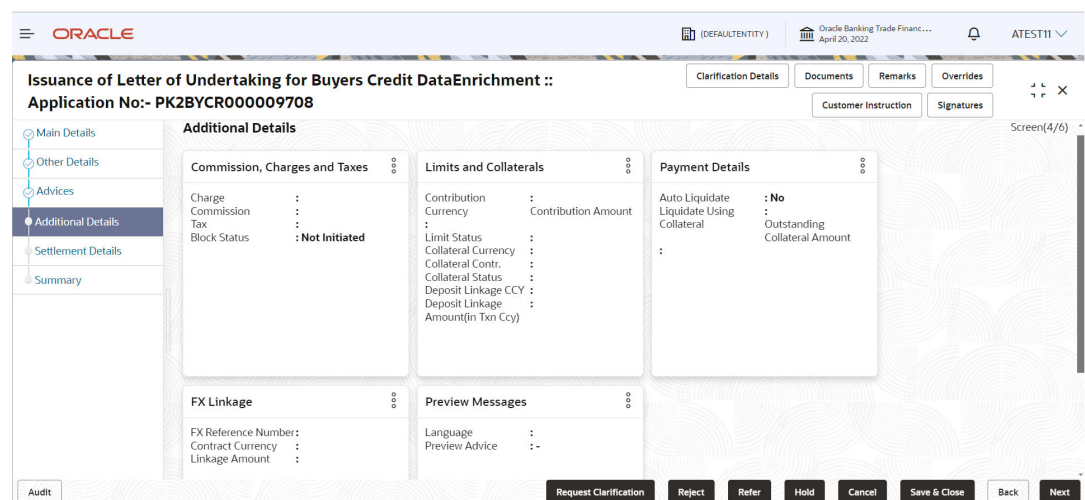 ORACLE
(DEFAULTENTITY)
Oracle Banking Trade Financ...
April 20, 2022
ATEST11
Issuance of Letter of Undertaking for Buyers Credit DataEnrichment ::
Application No:- PK2BYCR000009708
Clarification Details
Documents
Remarks
Overrides
Customer Instruction
Signatures
Main Details
Other Details
Advices
Additional Details
Settlement Details
Summary
Additional Details
Screen(4/6)
Commission, Charges and Taxes
Charge :
Commission :
Tax :
Block Status : Not Initiated
Limits and Collaterals
Contribution :
Currency Contribution Amount
:
Limit Status :
Collateral Currency :
Collateral Contr. :
Collateral Status :
Deposit Linkage CCY :
Deposit Linkage :
Amount(in Txn Ccy)
Payment Details
Auto Liquidate : No
Liquidate Using :
Collateral Outstanding
Collateral Amount
:
FX Linkage
FX Reference Number:
Contract Currency :
Linkage Amount :
Preview Messages
Language :
Preview Advice : -
Audit
Request Clarification
Reject
Refer
Hold
Cancel
Save & Close
Back
Next